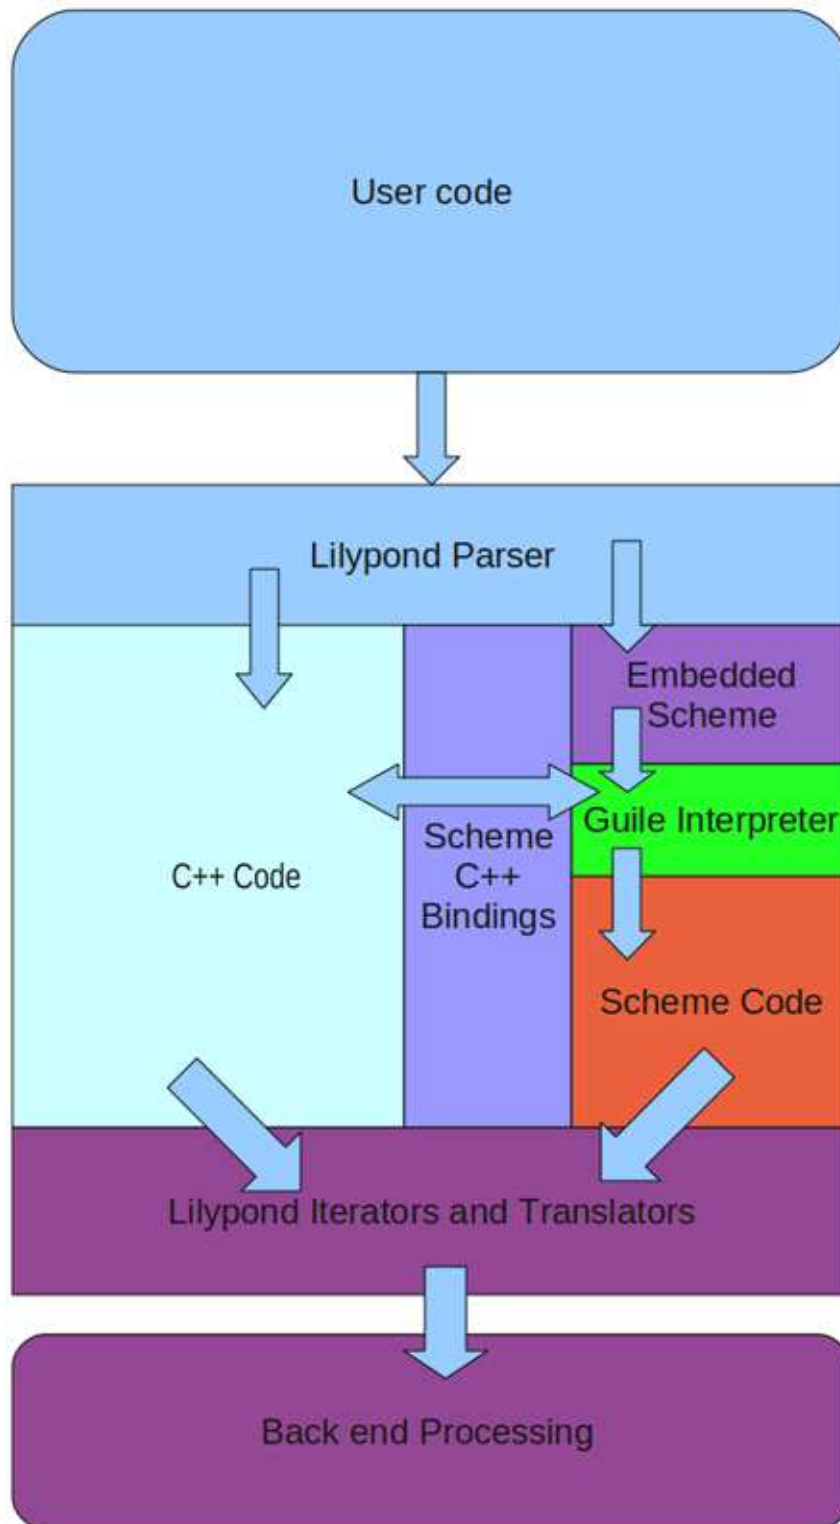 User code
Lilypond Parser
Embedded
Scheme
Guile Interpreter
Scheme
C++
Bindings
C++ Code
Scheme Code
Lilypond Iterators and Translators
Back end Processing